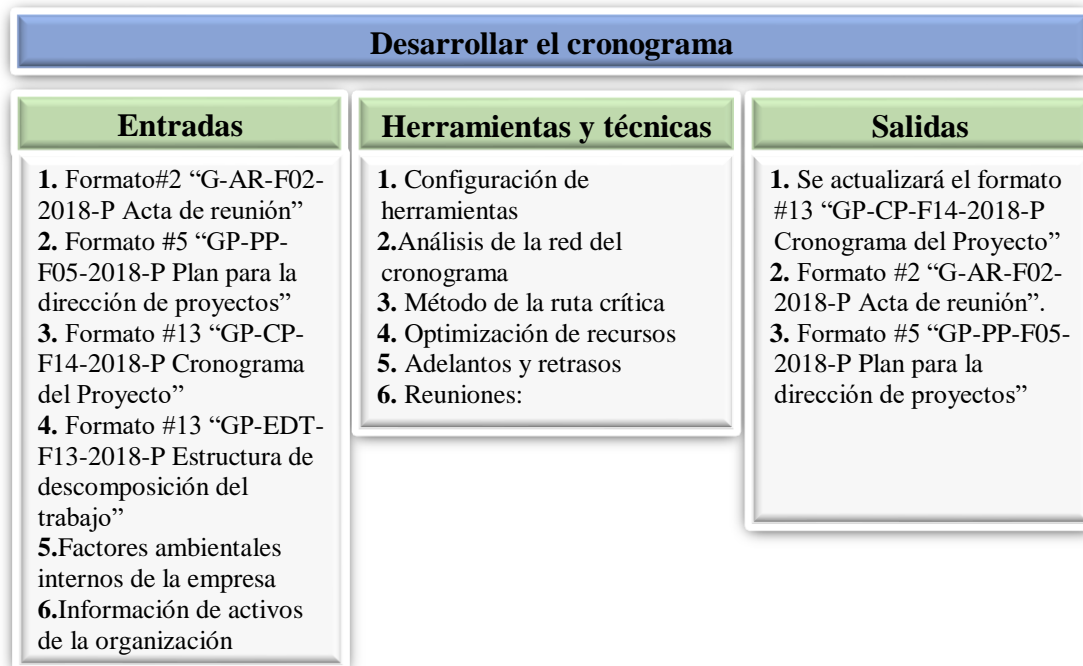 Desarrollar el cronograma
Entradas
1. Formato#2 “G-AR-F02-
2018-P Acta de reunión”
2. Formato #5 “GP-PP-
F05-2018-P Plan para la
dirección de proyectos”
3. Formato #13 “GP-CP-
F14-2018-P Cronograma
del Proyecto”
4. Formato #13 “GP-EDT-
F13-2018-P Estructura de
descomposición del
trabajo”
5.Factores ambientales
internos de la empresa
6.Información de activos
de la organización
Herramientas y técnicas
1. Configuración de
herramientas
2.Análisis de la red del
cronograma
3. Método de la ruta crítica
4. Optimización de recursos
5. Adelantos y retrasos
6. Reuniones:
Salidas
1. Se actualizará el formato
#13 “GP-CP-F14-2018-P
Cronograma del Proyecto”
2. Formato #2 “G-AR-F02-
2018-P Acta de reunión”.
3. Formato #5 “GP-PP-F05-
2018-P Plan para la
dirección de proyectos”